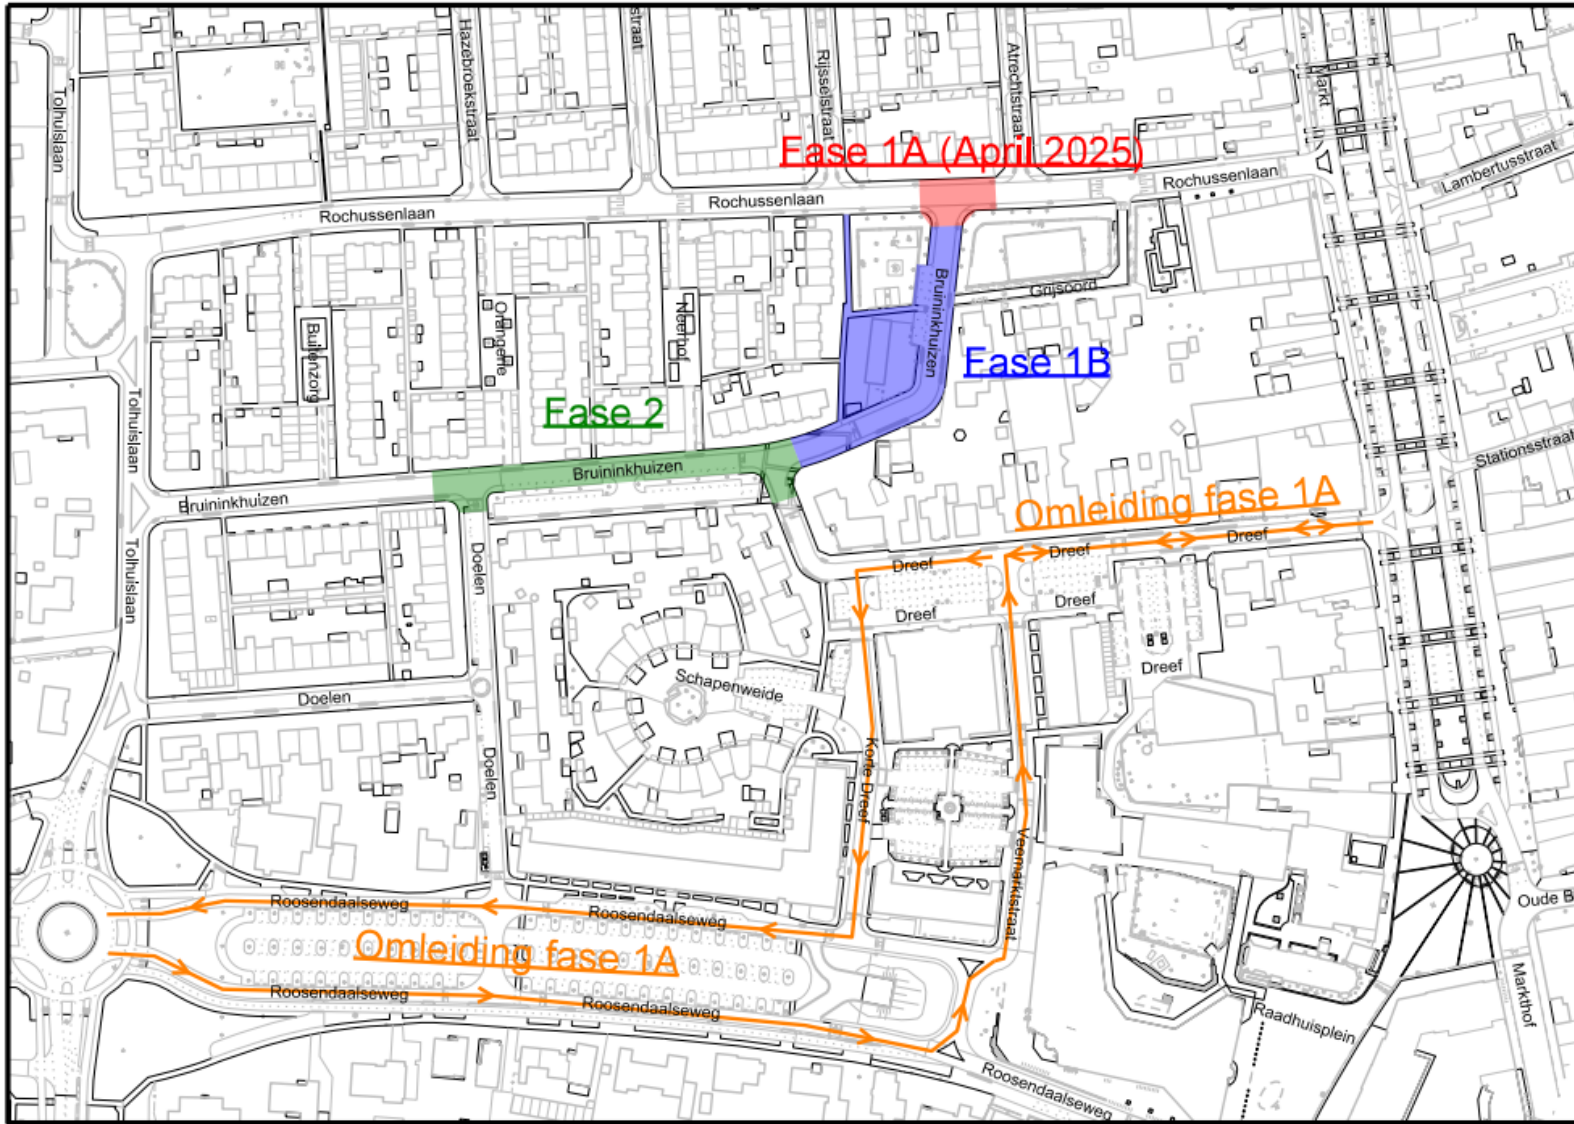 Hazebroekstraat
straat
Rijsselstraat
Atrechtstraat
Markt
Tolhuislaan
Fase 1A (April 2025)
Lambertusstraat
Rochussenlaan
Rochussenlaan
Rochussenlaan
Bruininkhuizen
Grijsoord
Buitenzorg
Orangerie
Neerhof
Fase 1B
Tolhuislaan
Fase 2
Stationsstraat
Bruininkhuizen
Bruininkhuizen
Omleiding fase 1A
Tolhuislaan
Doelen
Dreef
Dreef
Dreef
Dreef
Dreef
Dreef
Schapenweide
Doelen
Doelen
Korte Dreef
Veemarktstraat
Roosendaalseweg
Roosendaalseweg
Oude B
Omleiding fase 1A
Roosendaalseweg
Roosendaalseweg
Markthof
Raadhuisplein
Roosendaalseweg